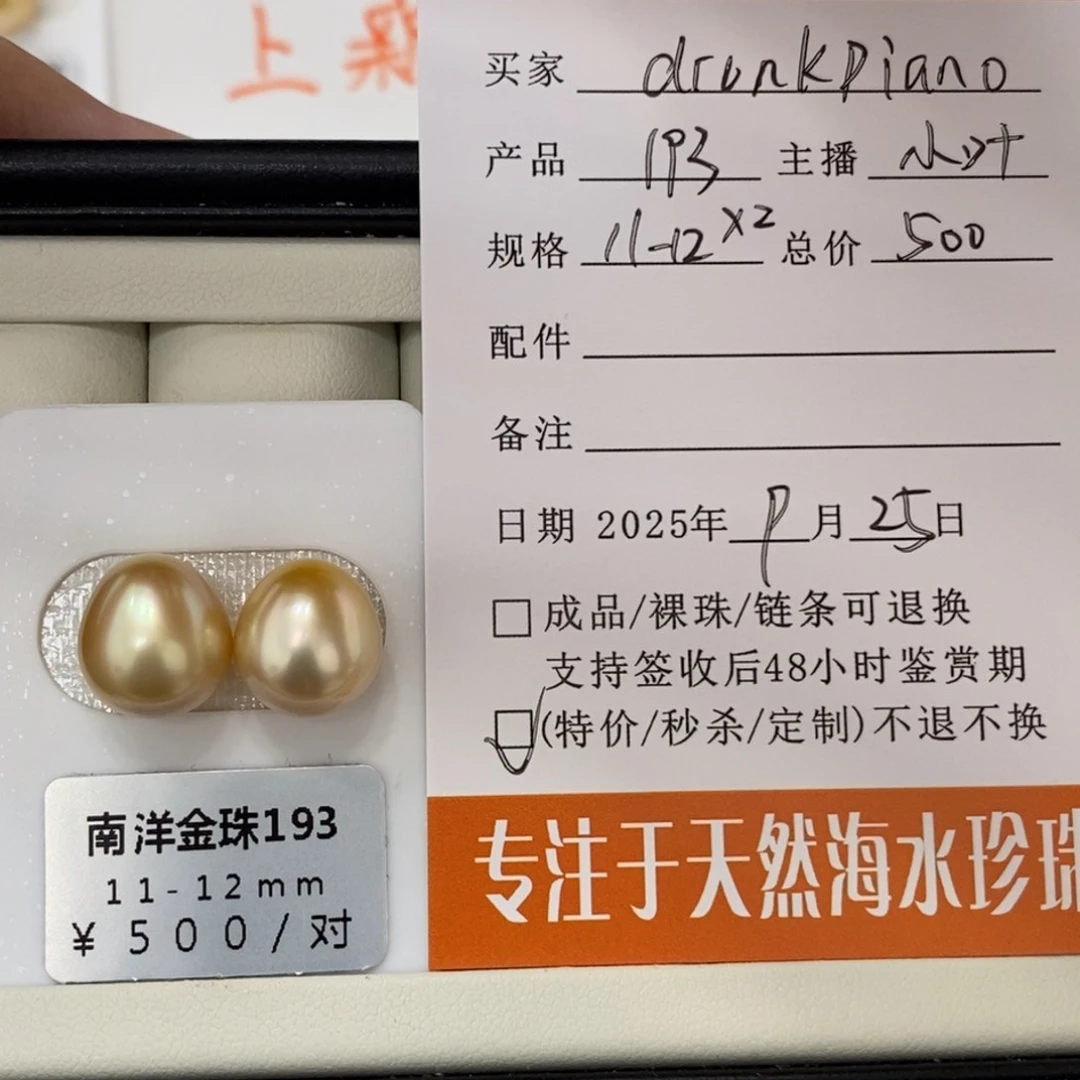 上
买家 drunkpiano
产品 193 主播 小叶
规格 11-12 x2 总价 500
配件
备注
日期 2025年9月25日
成品/裸珠/链条可退换
支持签收后48小时鉴赏期
(特价/秒杀/定制)不退不换
专注于天然海水珍珠
南洋金珠193
11-12mm
¥500/对